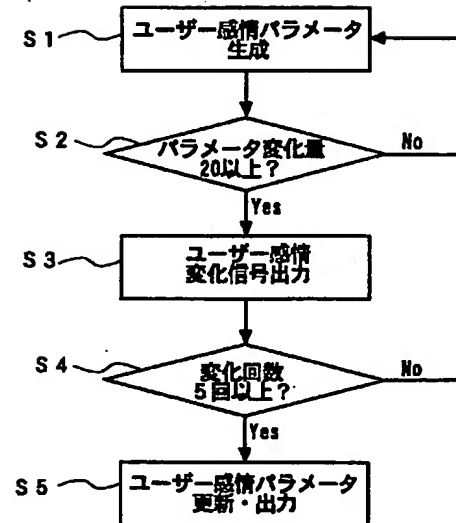 S1
ユーザー感情パラメータ
生成
S2
パラメータ変化量
20以上？
No
Yes
S3
ユーザー感情
変化信号出力
S4
変化回数
5回以上？
No
Yes
S5
ユーザー感情パラメータ
更新・出力